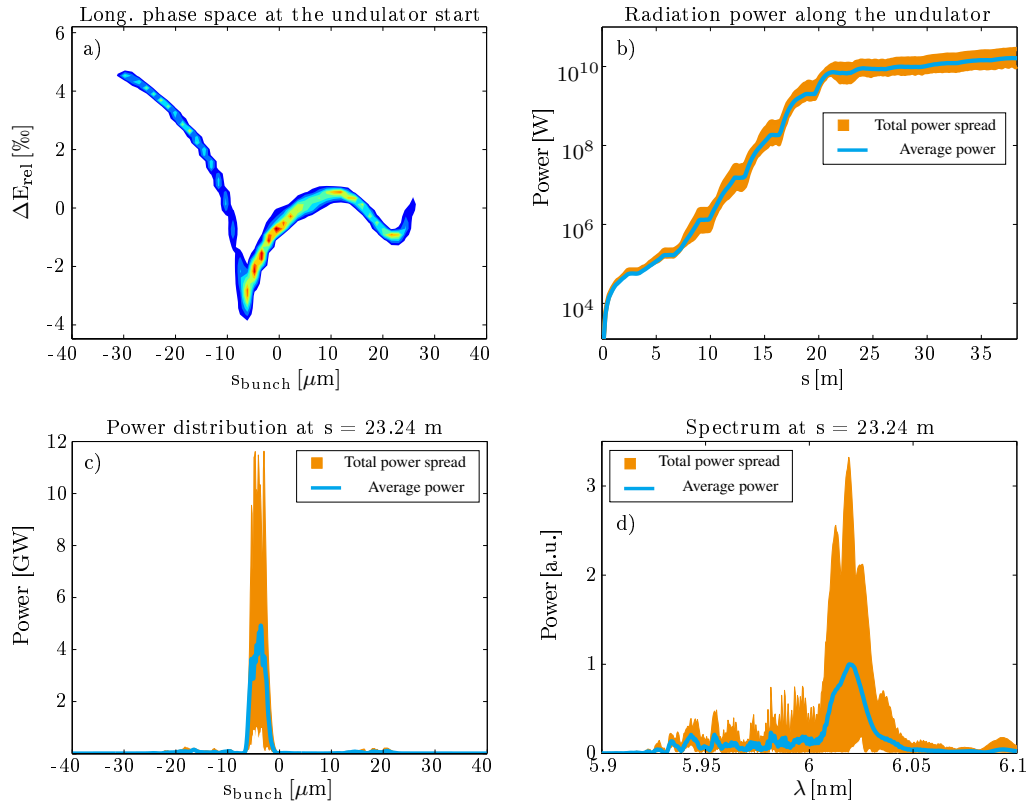 Long. phase space at the undulator start
a)
6
4
2
0
-2
-4
ΔE_rel [‰]
-40 -30 -20 -10 0 10 20 30 40
s_bunch [μm]
Radiation power along the undulator
b)
10^10
10^8
10^6
10^4
Power [W]
Total power spread
Average power
0 5 10 15 20 25 30 35
s [m]
Power distribution at s = 23.24 m
c)
12
10
8
6
4
2
Power [GW]
Total power spread
Average power
-40 -30 -20 -10 0 10 20 30 40
s_bunch [μm]
Spectrum at s = 23.24 m
Total power spread
Average power
d)
3
2
1
0
Power [a.u.]
5.9 5.95 6 6.05 6.1
λ [nm]